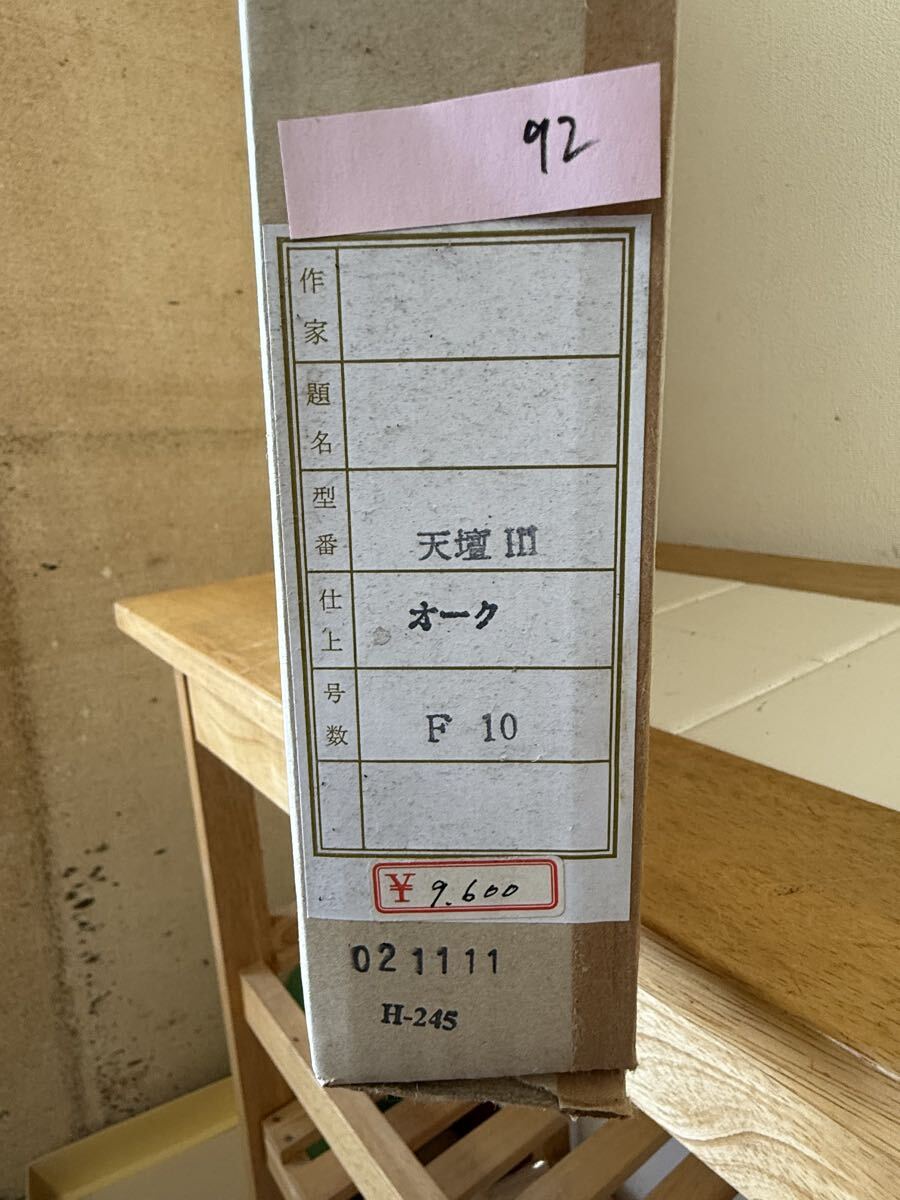 92
作家
題名
型番 天壇 III
仕上 オーク
号数 F 10
¥ 9.600
021111
H-245